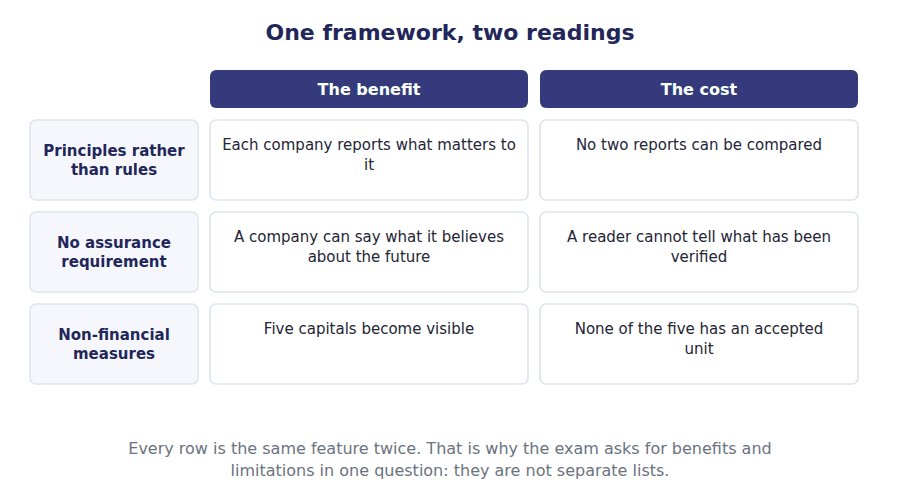 One framework, two readings
The benefit
The cost
Principles rather
than rules
Each company reports what matters to
it
No two reports can be compared
No assurance
requirement
A company can say what it believes
about the future
A reader cannot tell what has been
verified
Non-financial
measures
Five capitals become visible
None of the five has an accepted
unit
Every row is the same feature twice. That is why the exam asks for benefits and
limitations in one question: they are not separate lists.